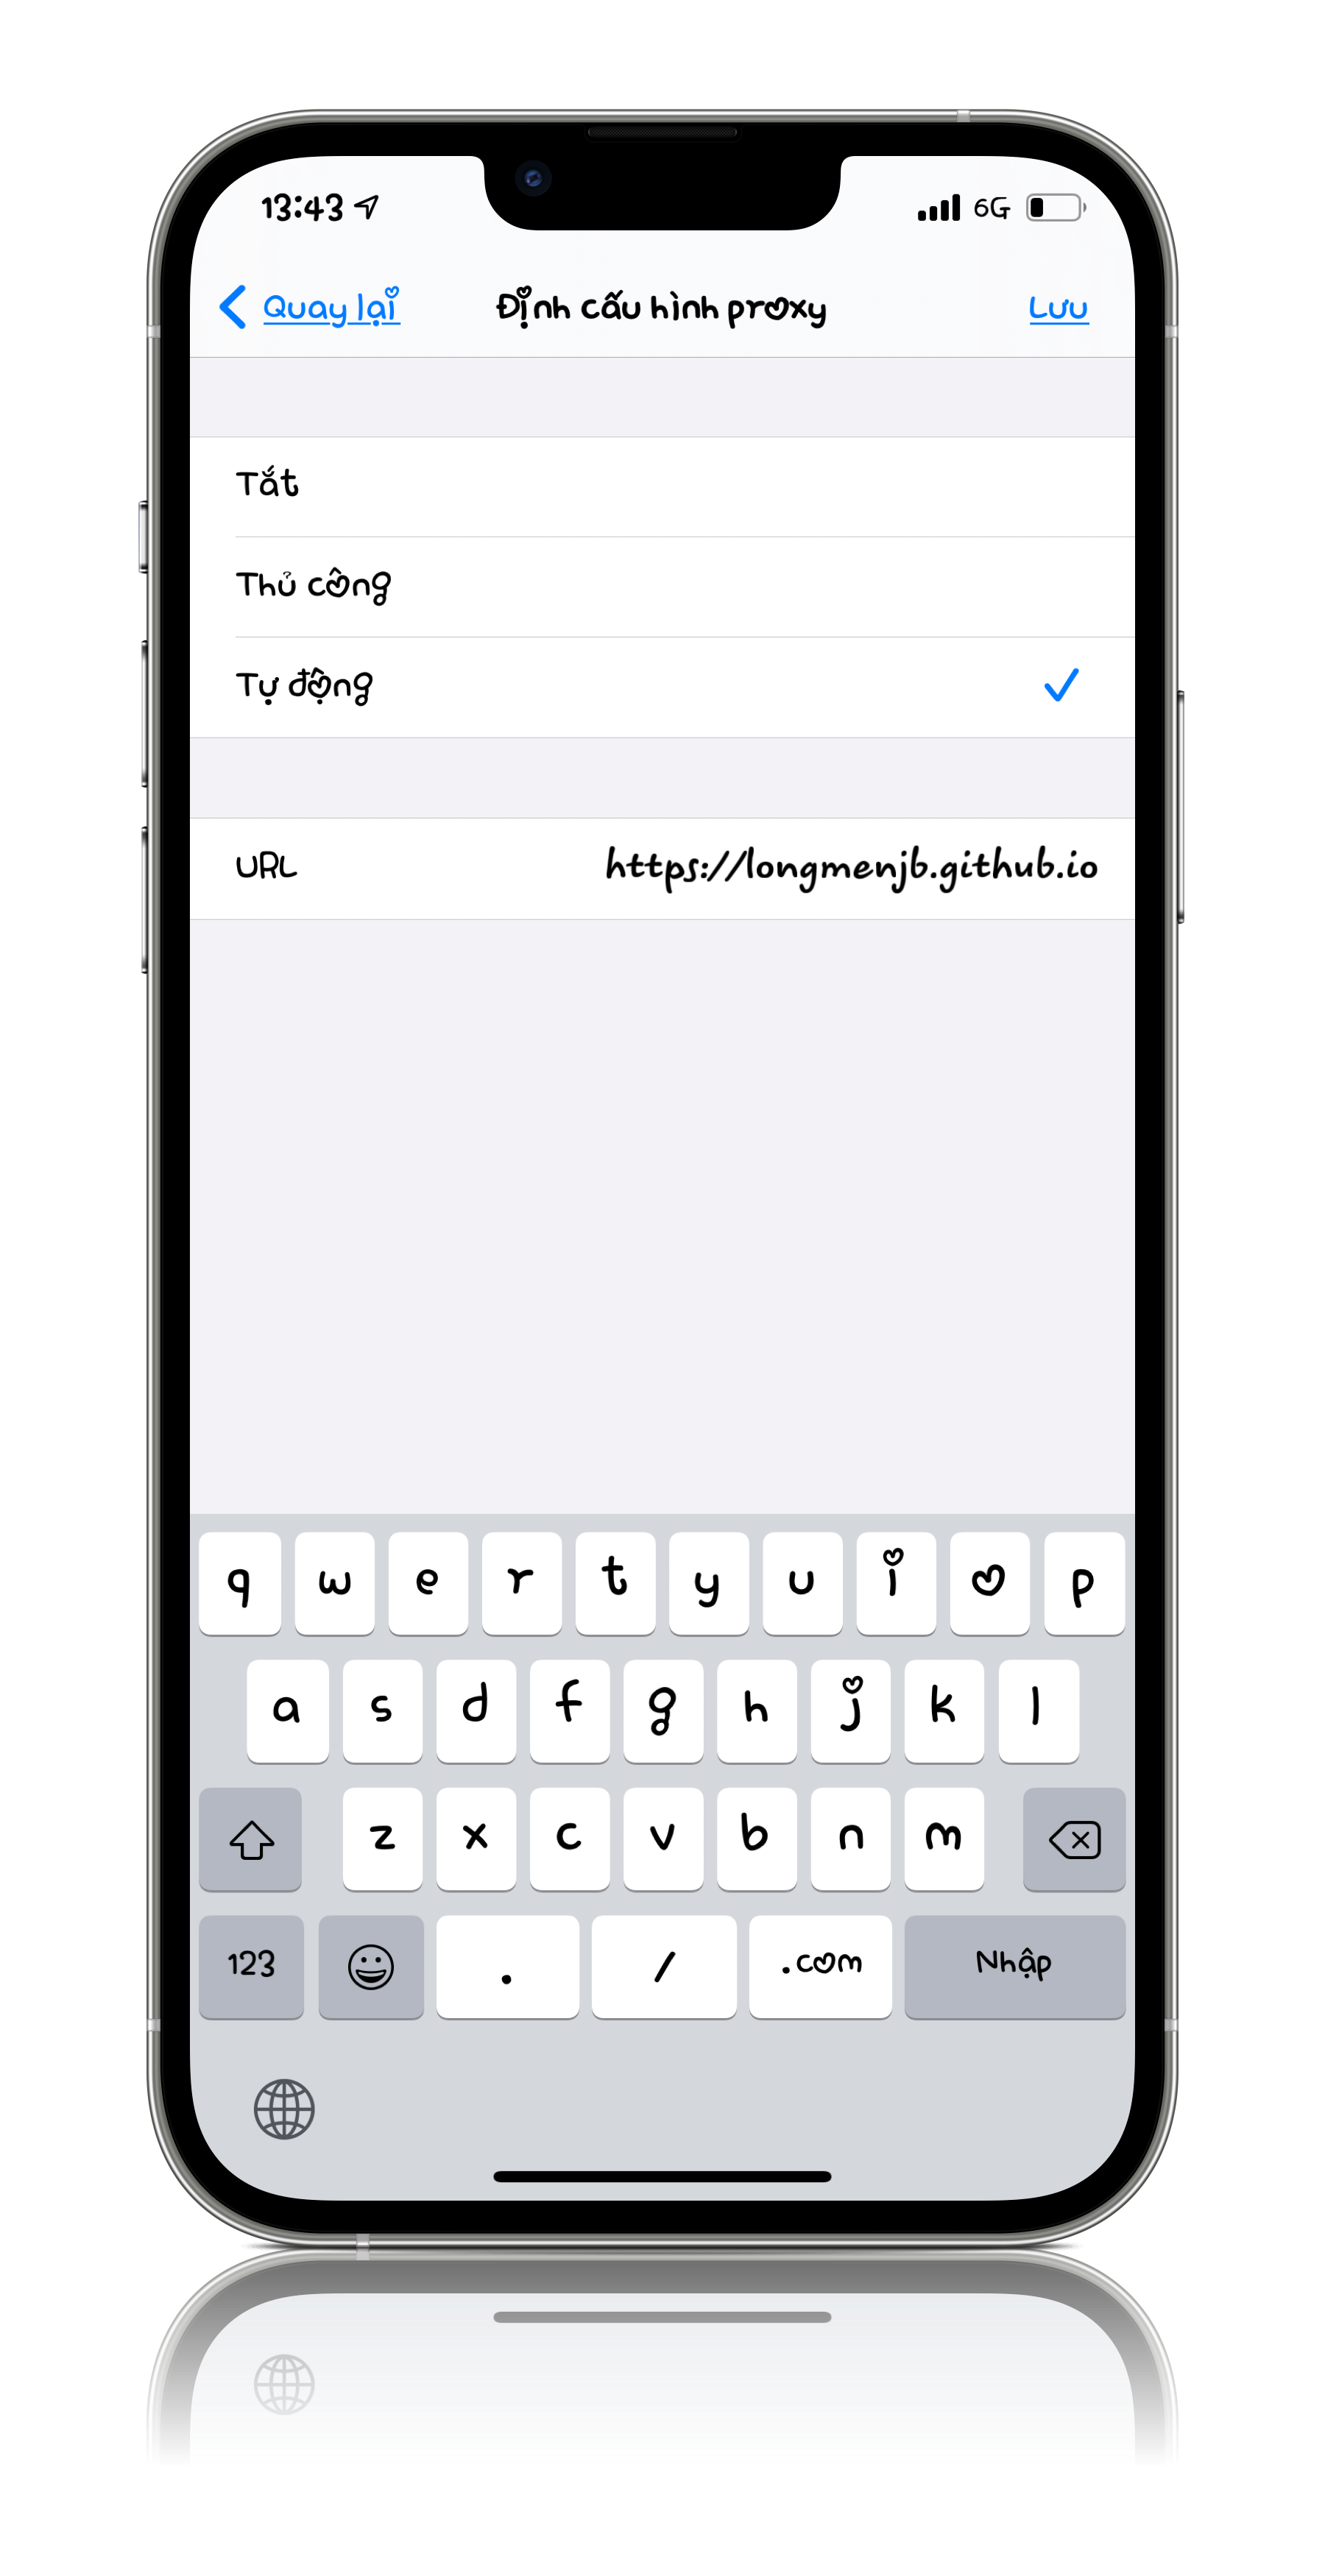 13:43 6G
Quay lại Định cấu hình proxy Lưu
Tắt
Thủ công
Tự động
URL https://longmenjb.github.io
q w e r t y u i o p
a s d f g h j k l
z x c v b n m
123 . / .com Nhập